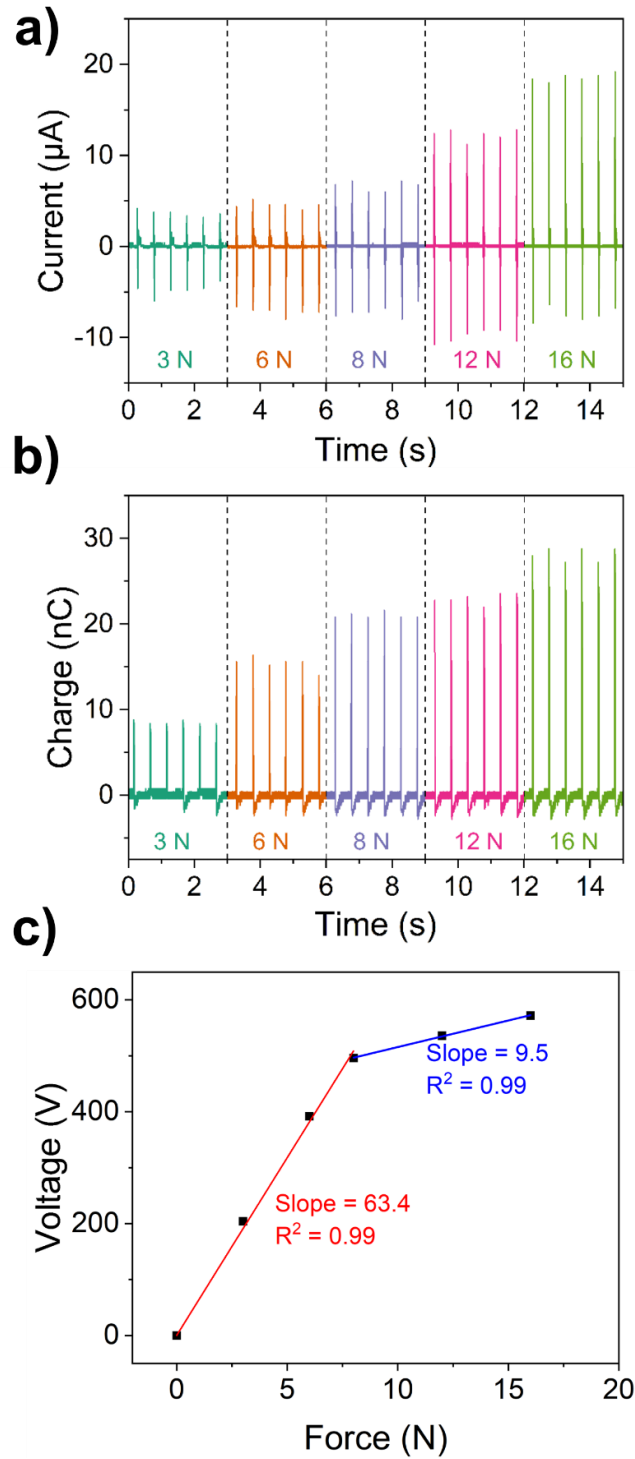 a)
Current (µA)
20
10
0
-10
3 N 6 N 8 N 12 N 16 N
0 2 4 6 8 10 12 14
Time (s)
b)
Charge (nC)
30
20
10
0
3 N 6 N 8 N 12 N 16 N
0 2 4 6 8 10 12 14
Time (s)
c)
Voltage (V)
600
400
200
0
Slope = 9.5
R² = 0.99
Slope = 63.4
R² = 0.99
0 5 10 15 20
Force (N)